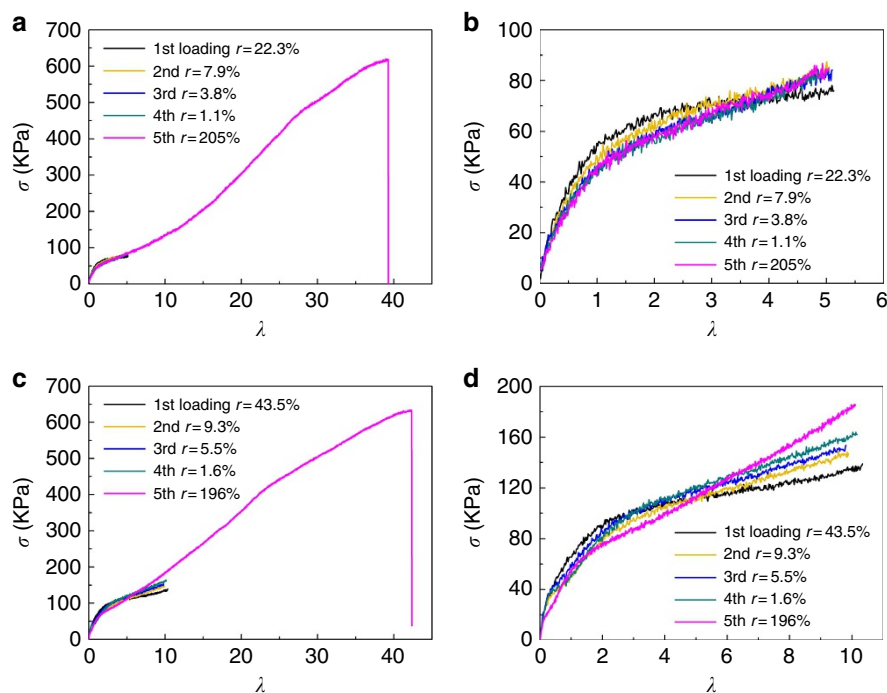 a
700
600
500
400
300
200
100
0
σ (KPa)
1st loading r = 22.3%
2nd r = 7.9%
3rd r = 3.8%
4th r = 1.1%
5th r = 205%
0 10 20 30 40
λ
b
100
80
60
40
20
0
σ (KPa)
1st loading r = 22.3%
2nd r = 7.9%
3rd r = 3.8%
4th r = 1.1%
5th r = 205%
0 1 2 3 4 5 6
λ
c
700
600
500
400
300
200
100
0
σ (KPa)
1st loading r = 43.5%
2nd r = 9.3%
3rd r = 5.5%
4th r = 1.6%
5th r = 196%
0 10 20 30 40
λ
d
200
160
120
80
40
0
σ (KPa)
1st loading r = 43.5%
2nd r = 9.3%
3rd r = 5.5%
4th r = 1.6%
5th r = 196%
0 2 4 6 8 10
λ